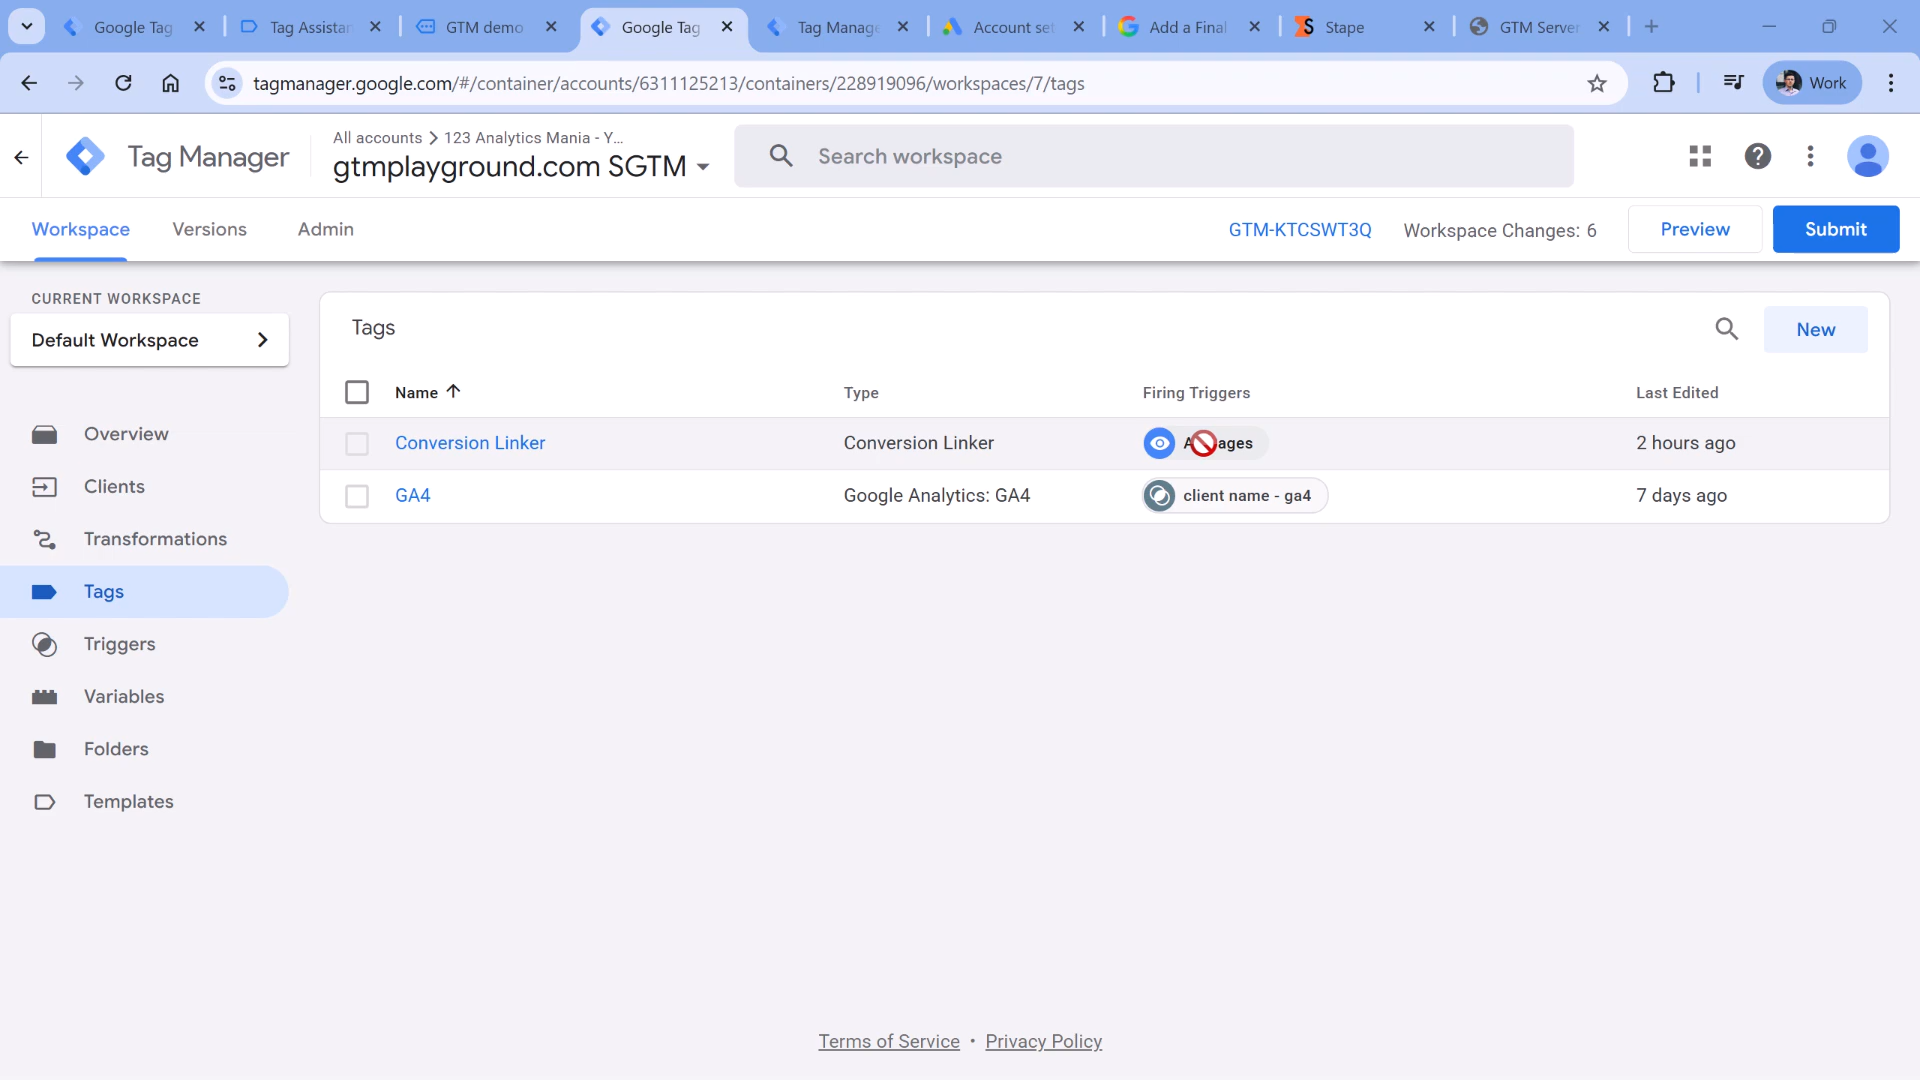 Google Tag
Tag Assistan
GTM demo
Google Tag
Tag Manage
Account set
Add a Final
Stape
GTM Server
tagmanager.google.com/#/container/accounts/6311125213/containers/228919096/workspaces/7/tags
Work
Tag Manager
All accounts > 123 Analytics Mania - Y...
gtmplayground.com SGTM
Search workspace
Workspace
Versions
Admin
GTM-KTCSWT3Q
Workspace Changes: 6
Preview
Submit
CURRENT WORKSPACE
Default Workspace
Overview
Clients
Transformations
Tags
Triggers
Variables
Folders
Templates
Tags
New
Name
Type
Firing Triggers
Last Edited
Conversion Linker
Conversion Linker
2 hours ago
GA4
Google Analytics: GA4
client name - ga4
7 days ago
Terms of Service • Privacy Policy